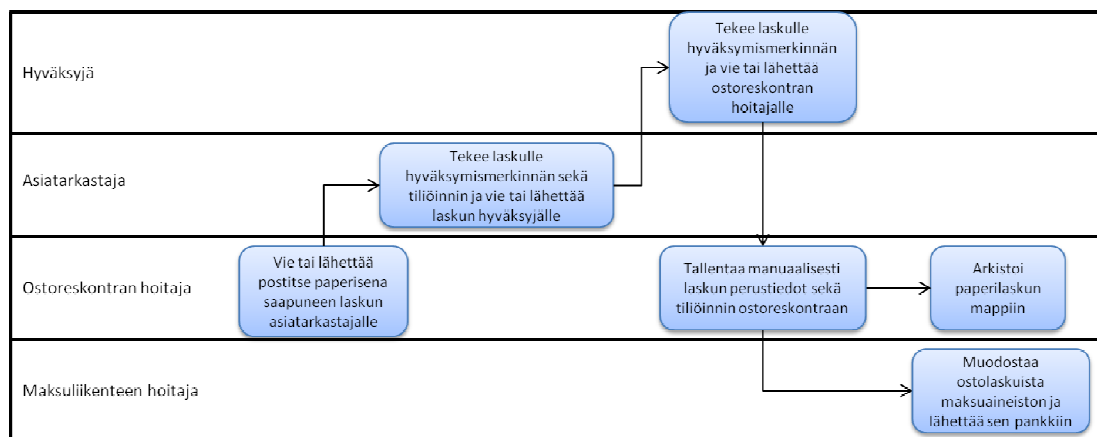 Hyväksyjä
Tekee laskulle
hyväksymismerkinnän
ja vie tai lähettää
ostoreskontran
hoitajalle
Asiatarkastaja
Tekee laskulle
hyväksymismerkinnän sekä
tiliöinnin ja vie tai lähettää
laskun hyväksyjälle
Ostoreskontran hoitaja
Vie tai lähettää
postitse paperisena
saapuneen laskun
asiatarkastajalle
Tallentaa manuaalisesti
laskun perustiedot sekä
tiliöinnin ostoreskontraan
Arkistoi
paperilaskun
mappiin
Maksuliikenteen hoitaja
Muodostaa
ostolaskuista
maksuaineiston ja
lähettää sen pankkiin